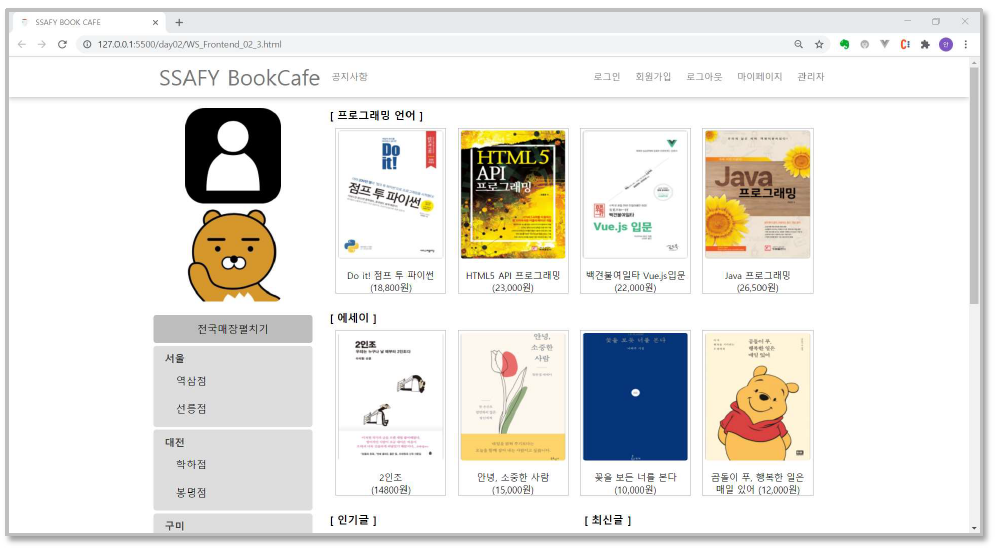 SSAFY BOOK CAFE
127.0.0.1:5500/day02/WS_Frontend_02_3.html
SSAFY BookCafe 공지사항 로그인 회원가입 로그아웃 마이페이지 관리자
[ 프로그래밍 언어 ]
Do it!
점프 투 파이썬
HTML5
API
프로그래밍
백견불여일타
Vue.js 입문
Java
프로그래밍
Do it! 점프 투 파이썬
(18,800원)
HTML5 API 프로그래밍
(23,000원)
백견불여일타 Vue.js입문
(22,000원)
Java 프로그래밍
(26,500원)
전국매장펼치기
서울
역삼점
선릉점
대전
학하점
봉명점
구미
[ 에세이 ]
2인조
안녕,
소중한
사람
꽃을 보듯 너를 본다
곰돌이 푸,
행복한 일은
매일 있어
2인조
(14800원)
안녕, 소중한 사람
(15,000원)
꽃을 보든 너를 본다
(10,000원)
곰돌이 푸, 행복한 일은
매일 있어 (12,000원)
[ 인기글 ]
[ 최신글 ]